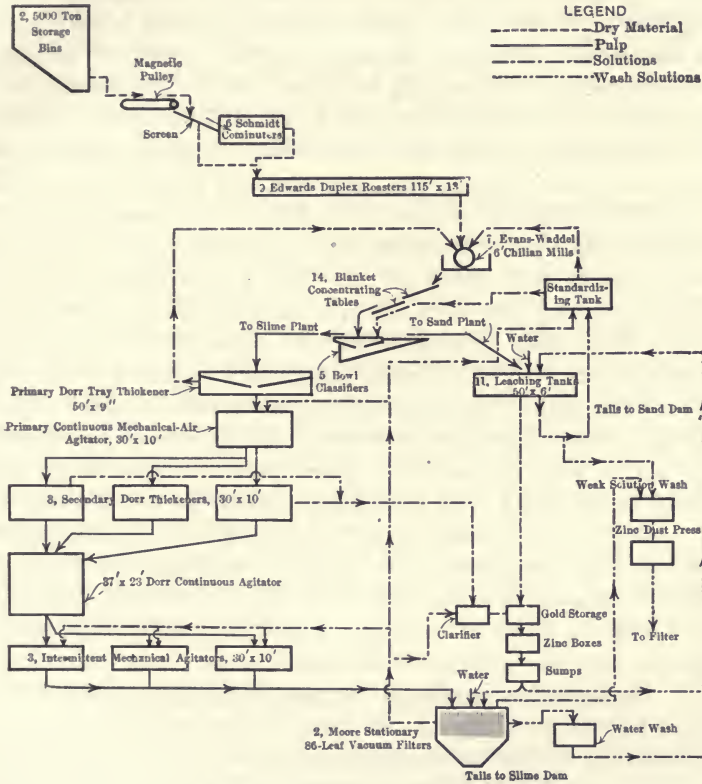 LEGEND
Dry Material
Pulp
Solutions
Wash Solutions
2, 5000 Ton
Storage
Bins
Magnetic
Pulley
Screen
6 Schmidt
Cominuters
9 Edwards Duplex Roasters 115' x 13'
7, Evans-Waddel
6' Chilian Mills
14, Blanket
Concentrating
Tables
Standardiz-
ing Tank
To Slime Plant
To Sand Plant
Water
5 Bowl
Classifiers
11, Leaching Tanks
50' x 6'
Primary Dorr Tray Thickener
50' x 9"
Tails to Sand Dam
Primary Continuous Mechanical-Air
Agitator, 30' x 10'
Weak Solution Wash
3, Secondary Dorr Thickeners, 30' x 10'
Zinc Dust Press
37' x 23' Dorr Continuous Agitator
Clarifier
Gold Storage
To Filter
Zinc Boxes
3, Intermittent Mechanical Agitators, 30' x 10'
Sumps
Water
2, Moore Stationary
86-Leaf Vacuum Filters
Water Wash
Tails to Slime Dam